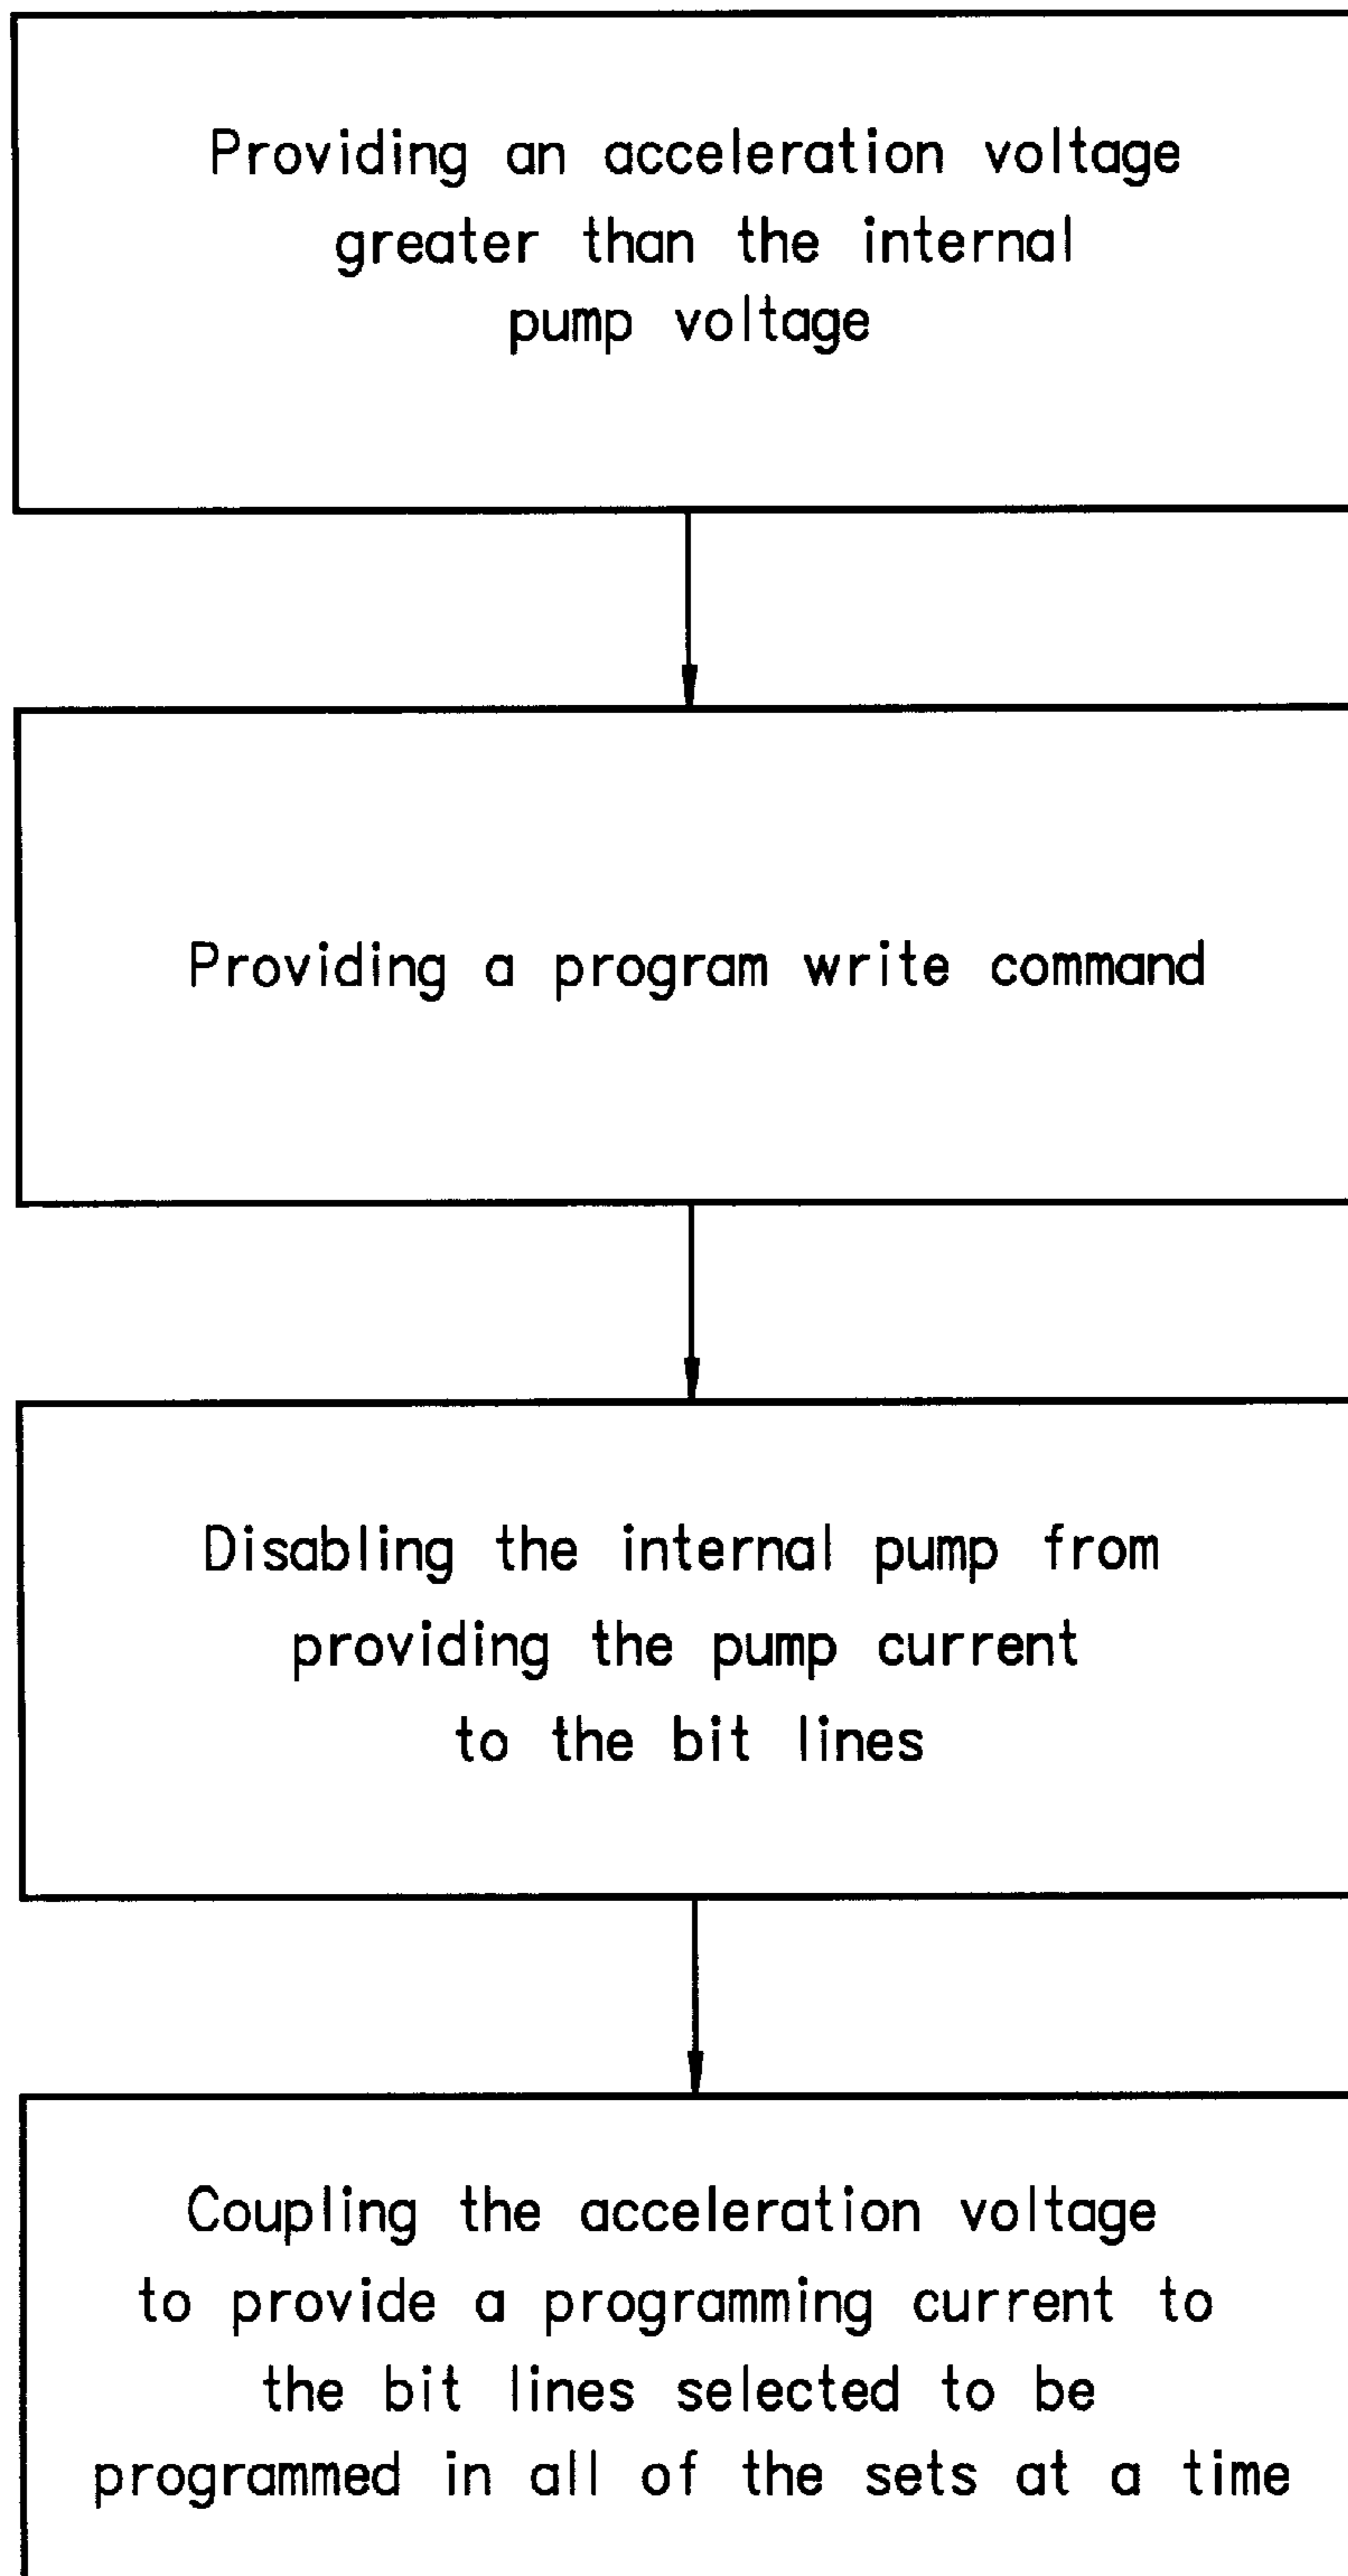 Providing an acceleration voltage
greater than the internal
pump voltage
Providing a program write command
Disabling the internal pump from
providing the pump current
to the bit lines
Coupling the acceleration voltage
to provide a programming current to
the bit lines selected to be
programmed in all of the sets at a time